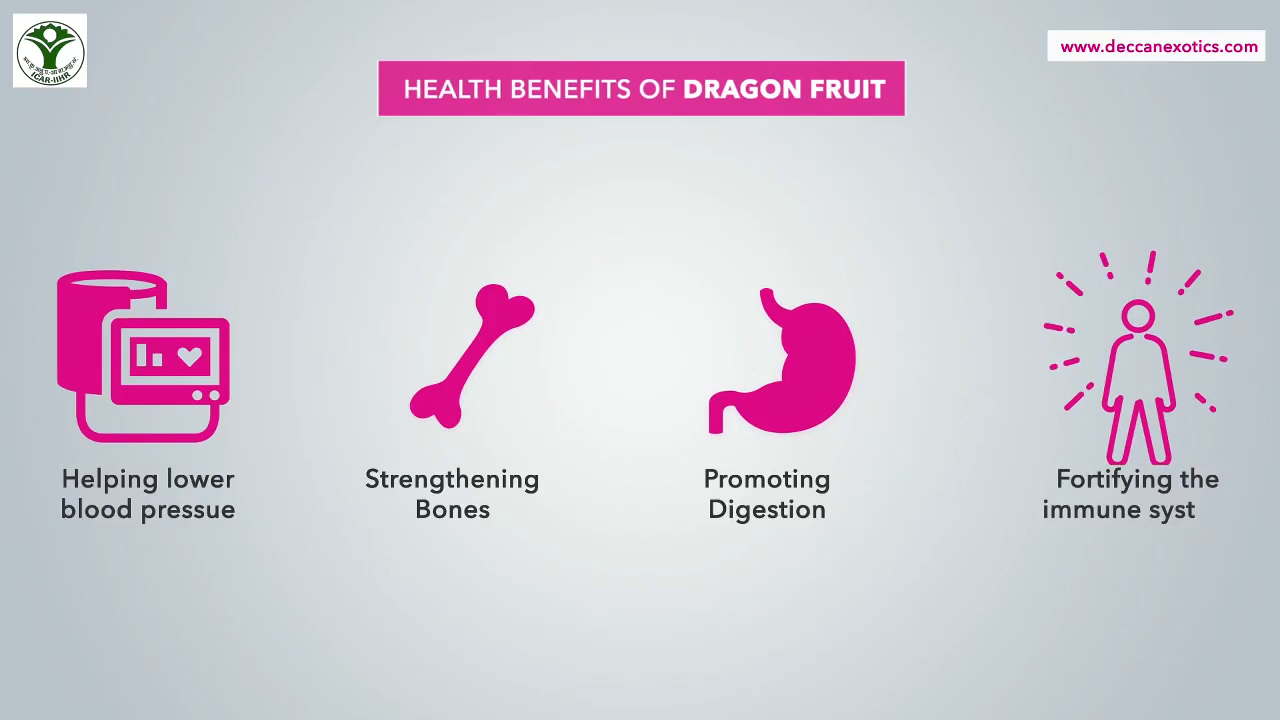 ICAR-IIHR
www.deccanexotics.com
HEALTH BENEFITS OF DRAGON FRUIT
Helping lower
blood pressue
Strengthening
Bones
Promoting
Digestion
Fortifying the
immune syst